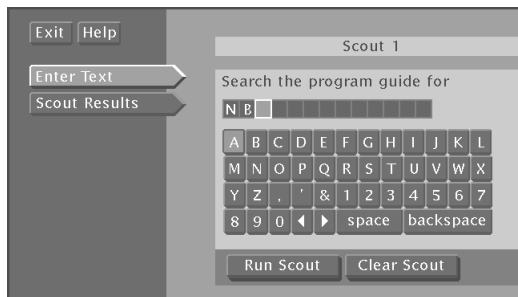 Exit Help
Scout 1
Enter Text
Scout Results
Search the program guide for
N B
A B C D E F G H I J K L
M N O P Q R S T U V W X
Y Z , ' & 1 2 3 4 5 6 7
8 9 0 ◀ ▶ space backspace
Run Scout Clear Scout